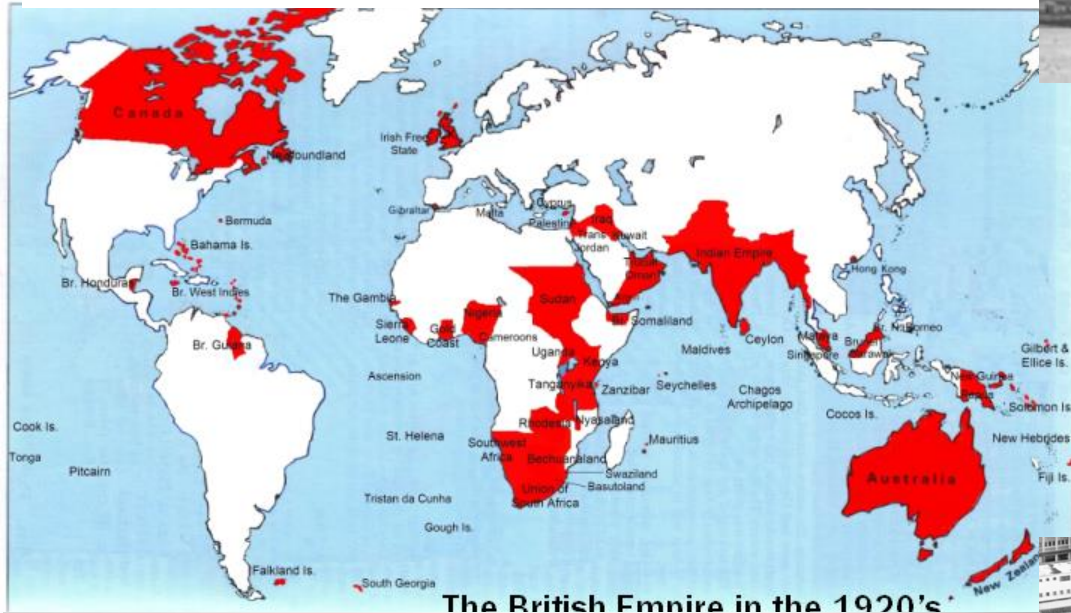 Canada
Newfoundland
Irish Free
State
Bermuda
Bahama Is.
Br. Honduras
Br. West Indies
Br. Guiana
Gibraltar
Malta
Cyprus
Palestine
Iraq
Trans
Jordan
Kuwait
Oman
Indian Empire
Hong Kong
The Gambia
Sierra
Leone
Gold
Coast
Nigeria
Cameroons
Sudan
Br. Somaliland
Uganda
Kenya
Tanganyika
Zanzibar
Seychelles
Maldives
Ceylon
Malaya
Singapore
Brunei
Sarawak
Br. N. Borneo
Chagos
Archipelago
Cocos Is.
New Guinea
Papua
Gilbert &
Ellice Is.
Solomon Is
New Hebrides
Fiji Is.
Ascension
St. Helena
Rhodesia
Nyasaland
Mauritius
Southwest
Africa
Bechuanaland
Swaziland
Basutoland
Union of
South Africa
Tristan da Cunha
Gough Is.
Cook Is.
Tonga
Pitcairn
Falkland Is.
South Georgia
Australia
New Zealan
The British Empire in the 1920's